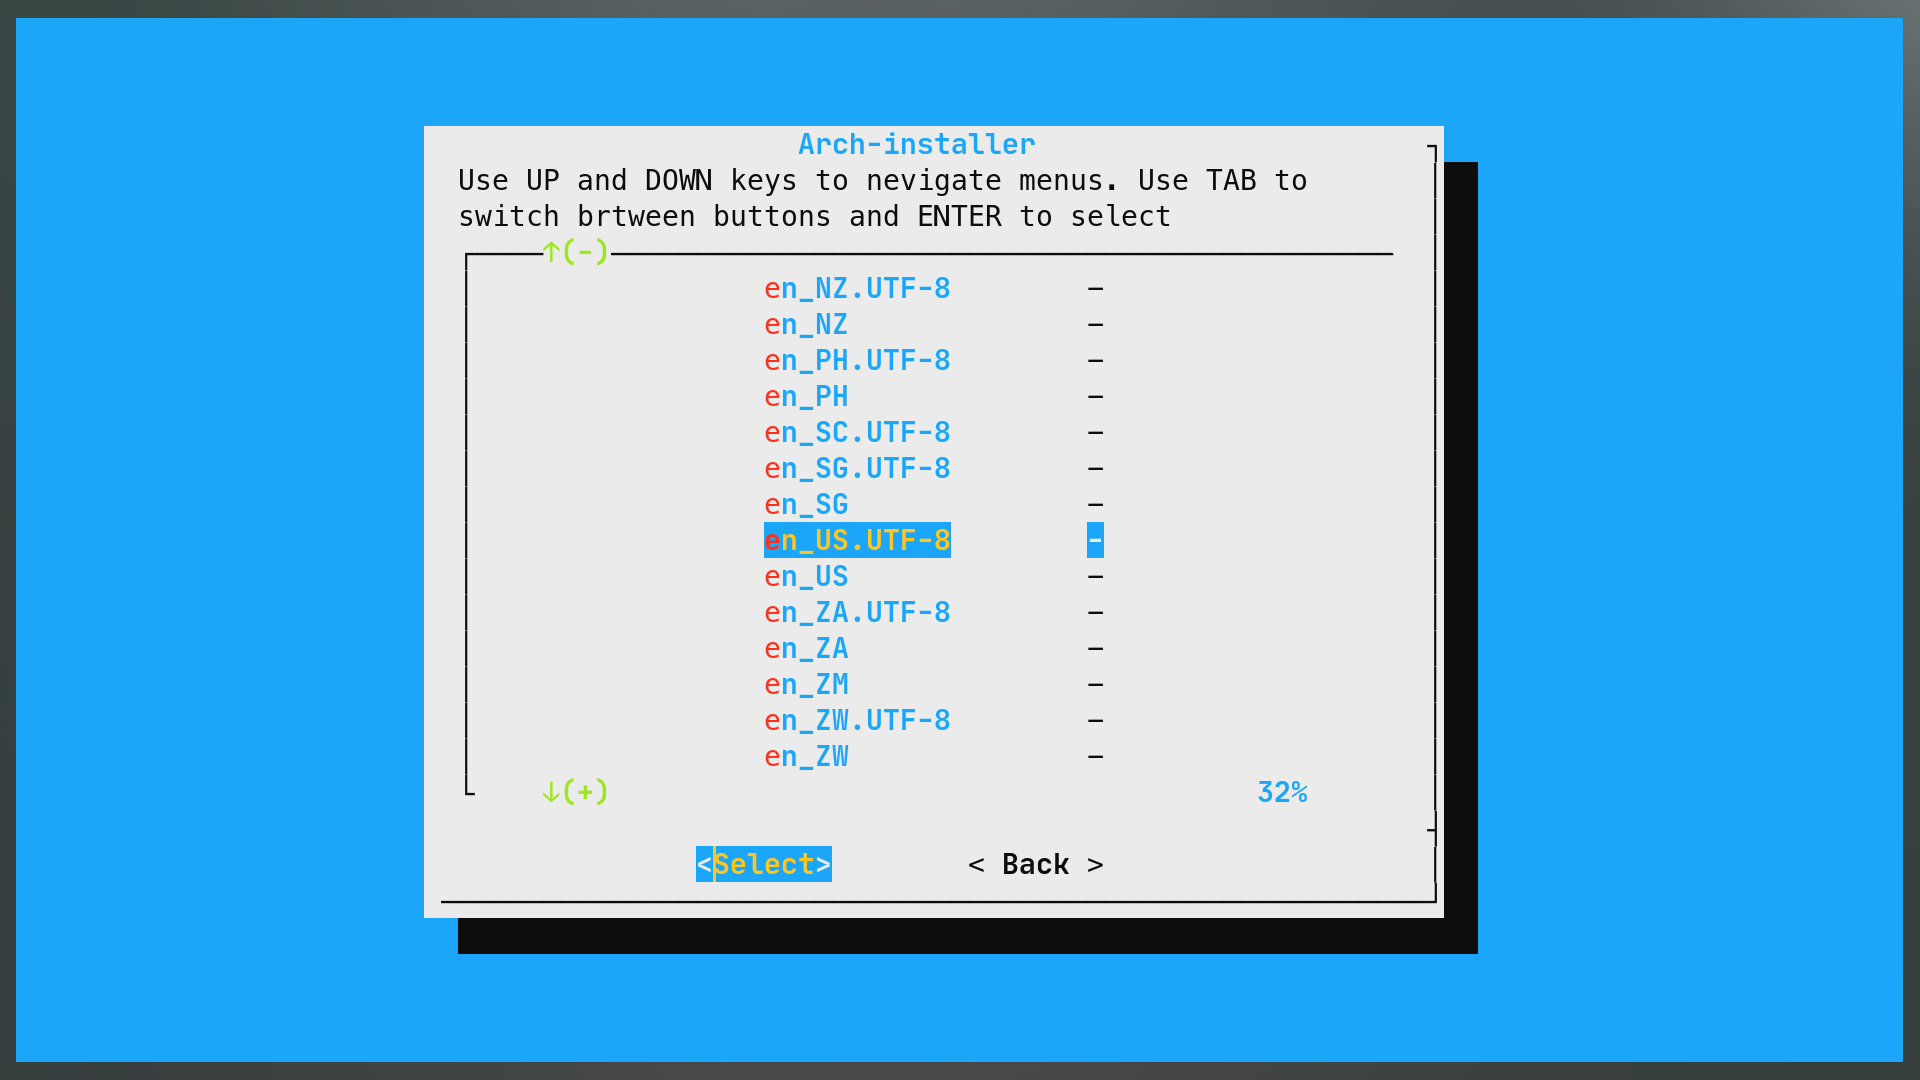 Arch-installer
Use UP and DOWN keys to nevigate menus. Use TAB to
switch brtween buttons and ENTER to select
↑(-)
en_NZ.UTF-8 -
en_NZ -
en_PH.UTF-8 -
en_PH -
en_SC.UTF-8 -
en_SG.UTF-8 -
en_SG -
en_US.UTF-8 -
en_US -
en_ZA.UTF-8 -
en_ZA -
en_ZM -
en_ZW.UTF-8 -
en_ZW -
↓(+) 32%
<Select> < Back >